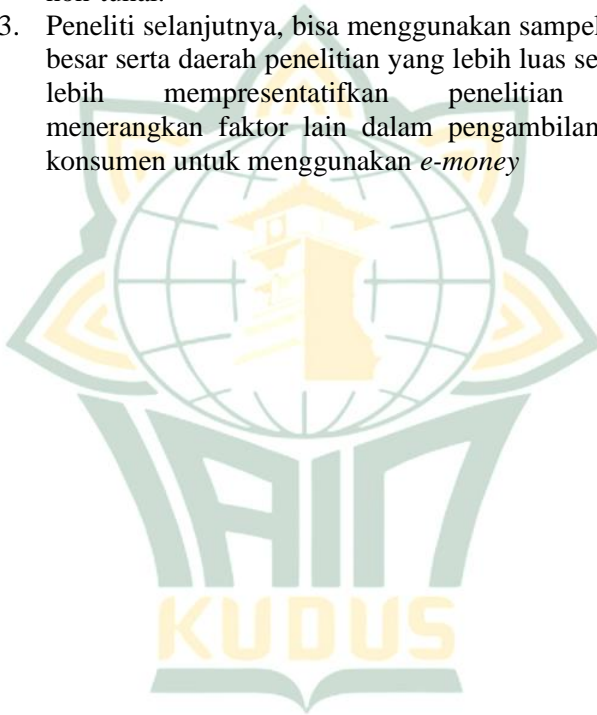 non-tunai.
3. Peneliti selanjutnya, bisa menggunakan sampel
besar serta daerah penelitian yang lebih luas se
lebih mempresentatifkan penelitian
menerangkan faktor lain dalam pengambilan
konsumen untuk menggunakan e-money
IAIN
KUDUS